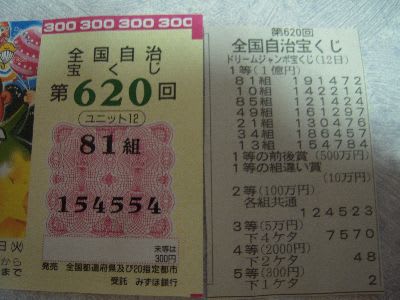 300 300 300 300 300
全国自治
宝くじ
第620回
ユニット12
81組
154554
末等は
300円
発売 全国都道府県及び20指定都市
受託 みずほ銀行
日(火)
から
まで
第620回
全国自治宝くじ
ドリームジャンボ宝くじ(12日)
1等(1億円)
81組 191472
10組 142214
85組 121424
49組 161297
21組 130476
34組 186457
13組 154784
1等の前後賞(500万円)
1等の組違い賞
(10万円)
2等(100万円)
各組共通
124523
3等(5万円)
下4ケタ 7570
4等(2000円)
下2ケタ 48
5等(300円)
下1ケタ 2